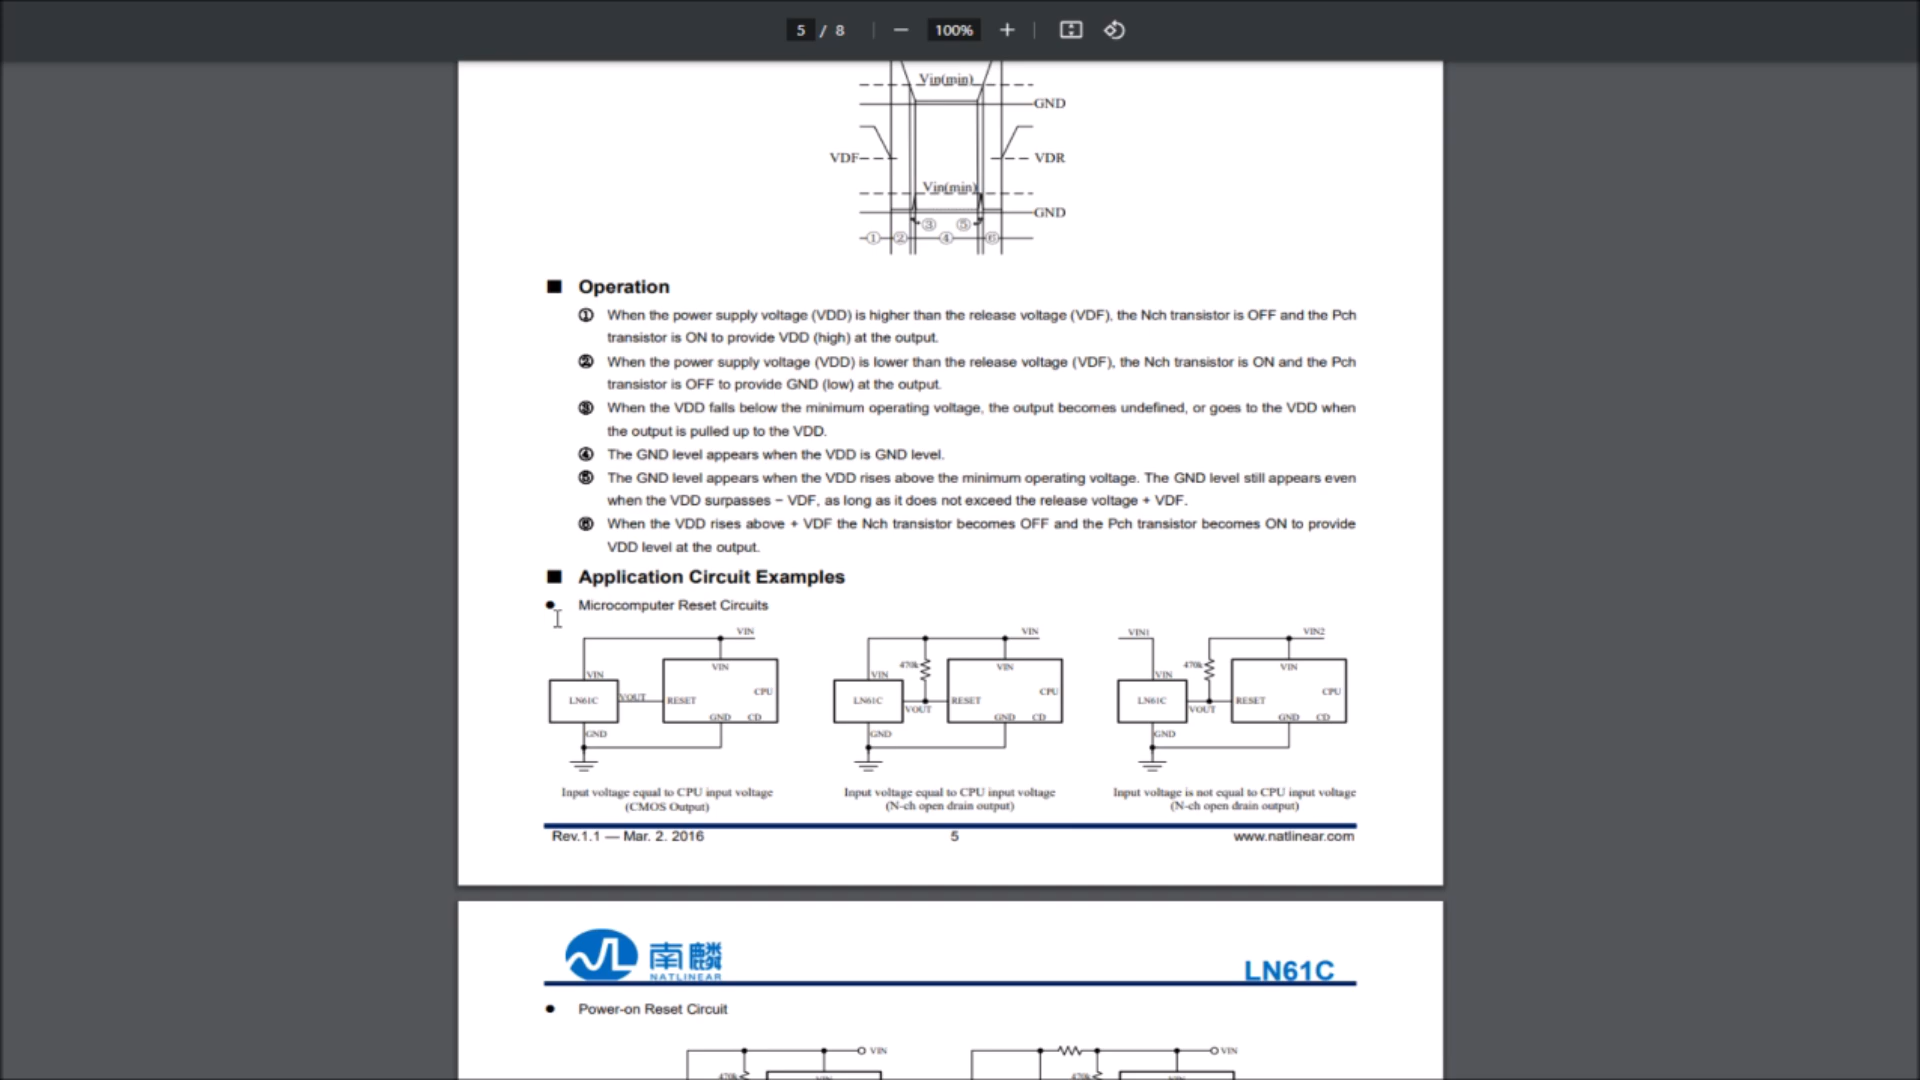 5 / 8 100%
Vin(min)
GND
VDF VDR
Vin(min)
GND
③ ⑤
① ② ④ ⑥
■ Operation
① When the power supply voltage (VDD) is higher than the release voltage (VDF), the Nch transistor is OFF and the Pch
transistor is ON to provide VDD (high) at the output.
② When the power supply voltage (VDD) is lower than the release voltage (VDF), the Nch transistor is ON and the Pch
transistor is OFF to provide GND (low) at the output.
③ When the VDD falls below the minimum operating voltage, the output becomes undefined, or goes to the VDD when
the output is pulled up to the VDD.
④ The GND level appears when the VDD is GND level.
⑤ The GND level appears when the VDD rises above the minimum operating voltage. The GND level still appears even
when the VDD surpasses − VDF, as long as it does not exceed the release voltage + VDF.
⑥ When the VDD rises above + VDF the Nch transistor becomes OFF and the Pch transistor becomes ON to provide
VDD level at the output.
■ Application Circuit Examples
● Microcomputer Reset Circuits
VIN
VIN
VIN
CPU
LN61C VOUT RESET
GND CD
GND
Input voltage equal to CPU input voltage
(CMOS Output)
VIN
470k VIN
VIN
CPU
LN61C RESET
VOUT GND CD
GND
Input voltage equal to CPU input voltage
(N-ch open drain output)
VIN1 VIN2
470k VIN
VIN
CPU
LN61C RESET
VOUT GND CD
GND
Input voltage is not equal to CPU input voltage
(N-ch open drain output)
Rev.1.1 — Mar. 2. 2016 5 www.natlinear.com
南麟
NATLINEAR
LN61C
● Power-on Reset Circuit
VIN VIN
470k VIN 470k VIN